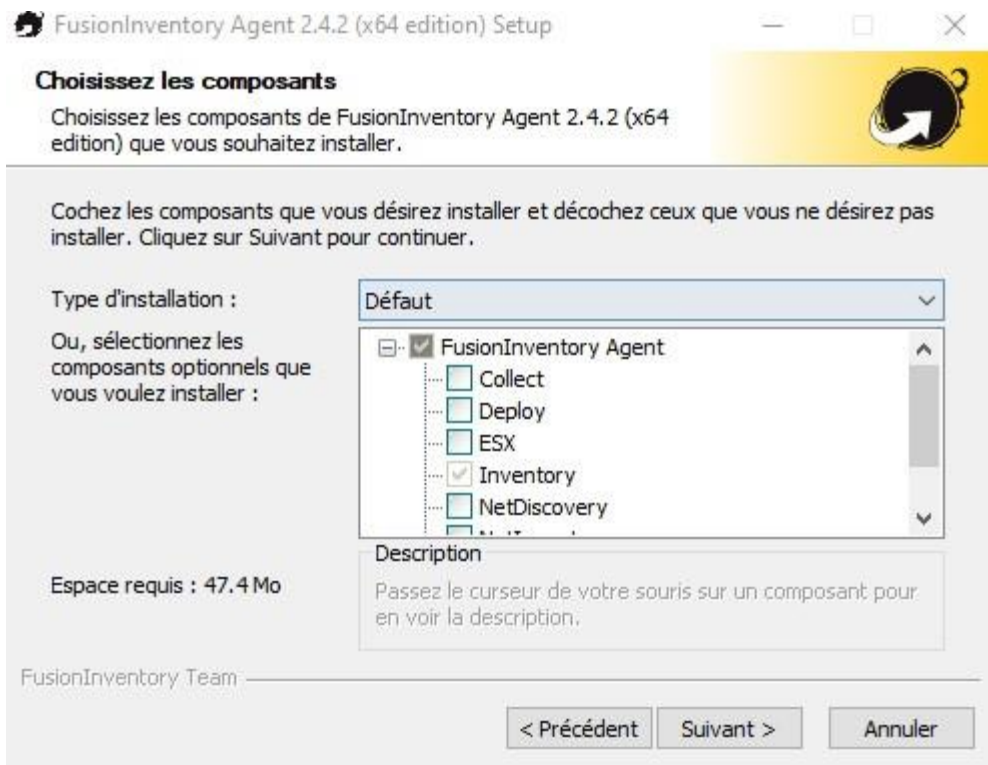 FusionInventory Agent 2.4.2 (x64 edition) Setup
Choisissez les composants
Choisissez les composants de FusionInventory Agent 2.4.2 (x64
edition) que vous souhaitez installer.
Cochez les composants que vous désirez installer et décochez ceux que vous ne désirez pas
installer. Cliquez sur Suivant pour continuer.
Type d'installation :
Défaut
Ou, sélectionnez les
composants optionnels que
vous voulez installer :
FusionInventory Agent
Collect
Deploy
ESX
Inventory
NetDiscovery
Espace requis : 47.4 Mo
Description
Passez le curseur de votre souris sur un composant pour
en voir la description.
FusionInventory Team
< Précédent
Suivant >
Annuler